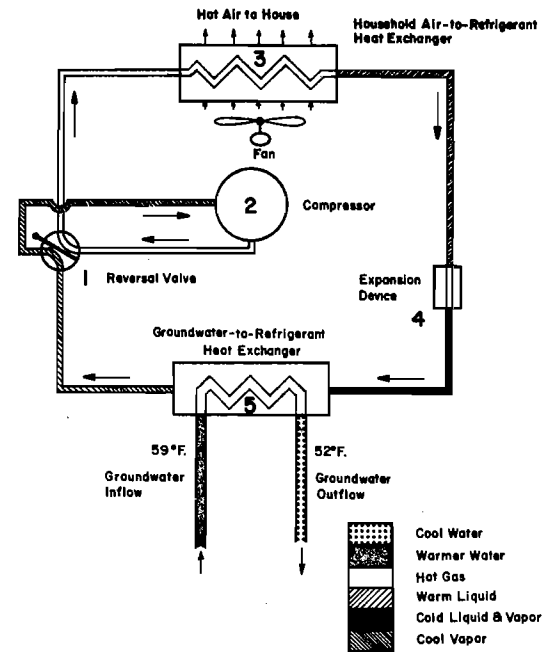 Hot Air to House
Household Air-to-Refrigerant
Heat Exchanger
3
Fan
2
Compressor
1
Reversal Valve
Expansion
Device
4
Groundwater-to-Refrigerant
Heat Exchanger
5
59°F.
52°F.
Groundwater
Inflow
Groundwater
Outflow
Cool Water
Warmer Water
Hot Gas
Warm Liquid
Cold Liquid & Vapor
Cool Vapor